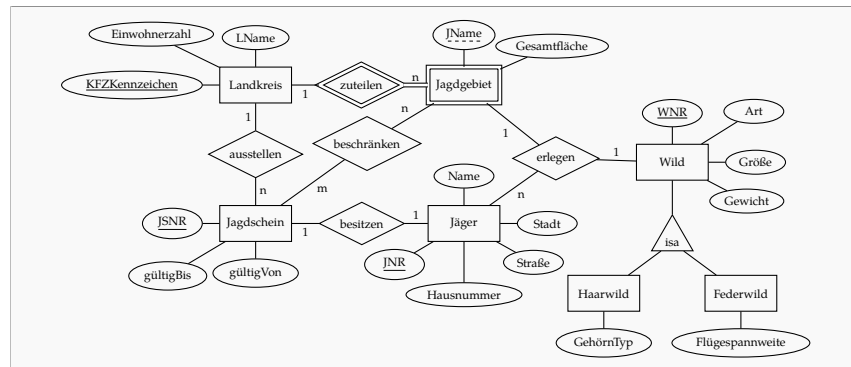 Einwohnerzahl
LName
JName
Gesamtfläche
KFZKennzeichen
Landkreis
1
1
zuteilen
n
Jagdgebiet
n
1
ausstellen
beschränken
m
n
1
erlegen
n
1
WNR
Art
Wild
Größe
Gewicht
Name
JSNR
Jagdschein
1
besitzen
1
Jäger
Stadt
gültigBis
gültigVon
JNR
Straße
Hausnummer
isa
Haarwild
Federwild
GehörnTyp
Flügespannweite